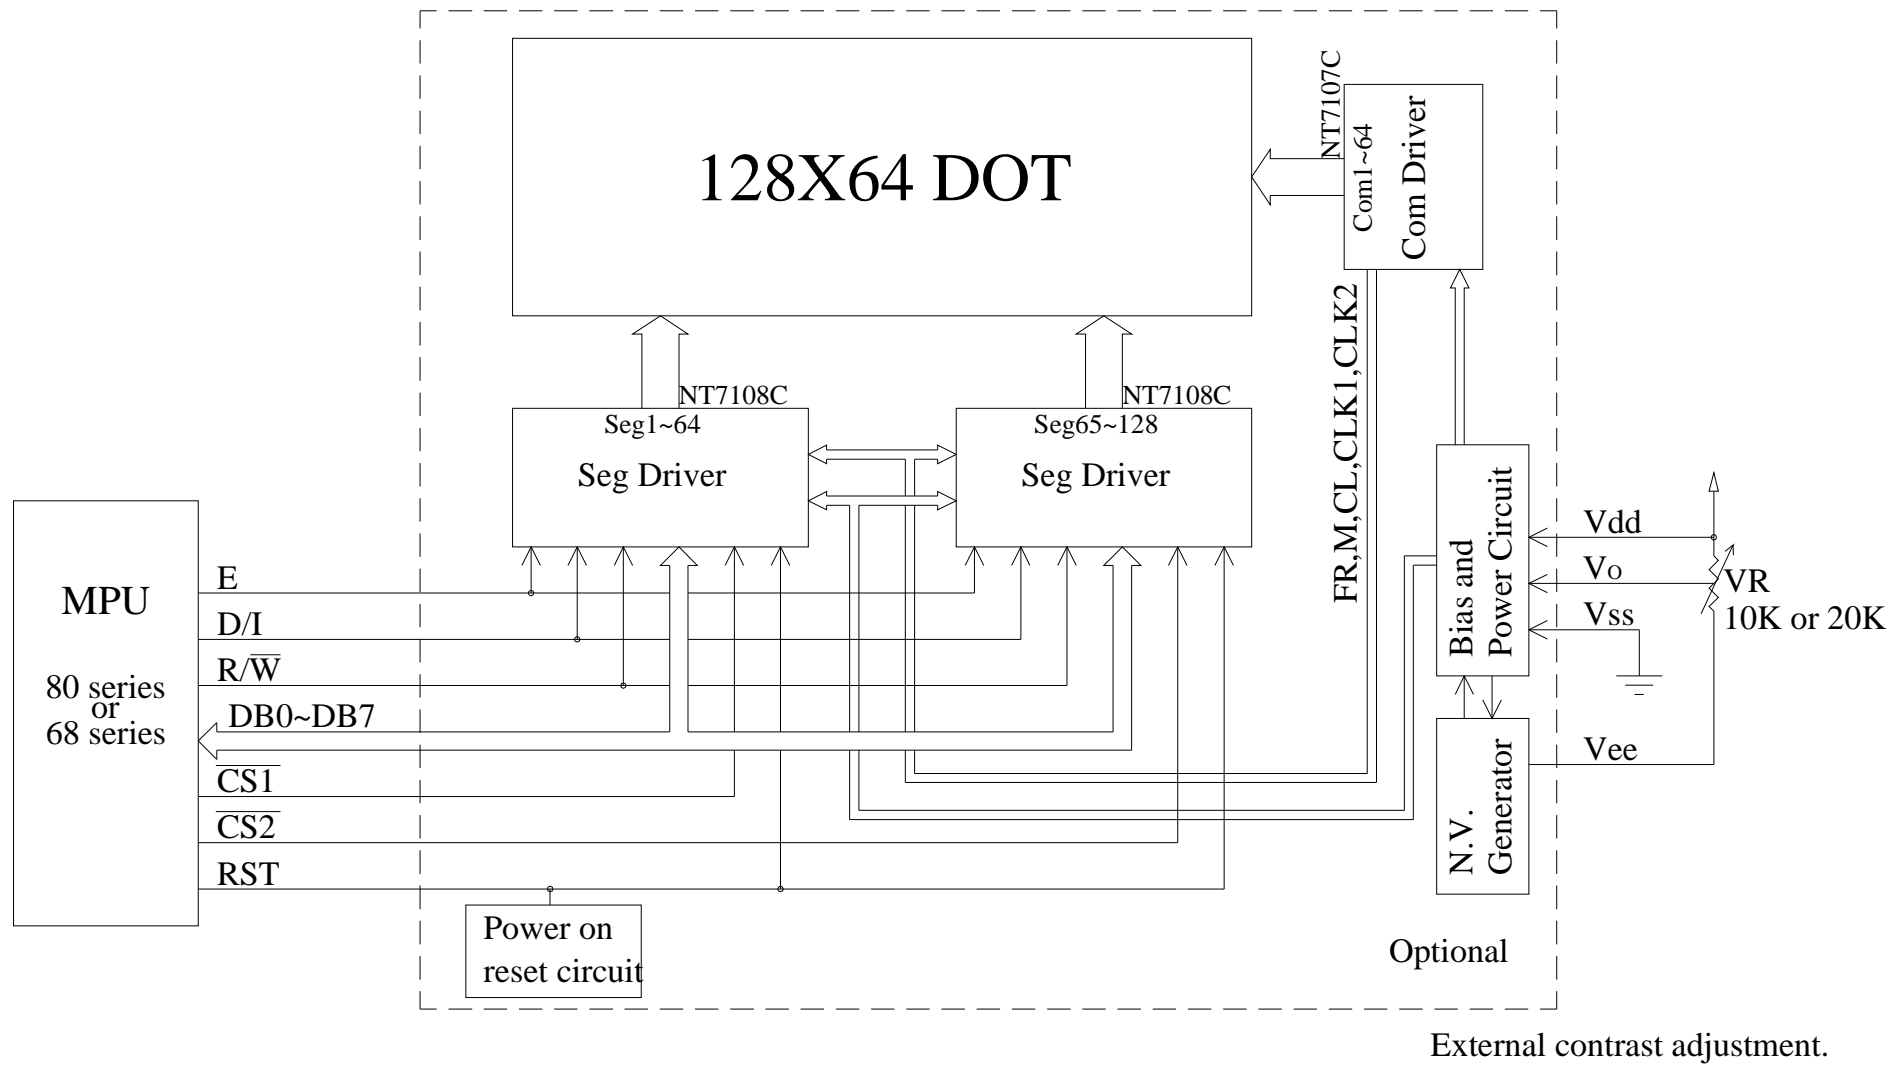 128X64 DOT
NT7107C
Com1~64
Com Driver
FR,M,CL,CLK1,CLK2
NT7108C
Seg1~64
Seg Driver
NT7108C
Seg65~128
Seg Driver
MPU
80 series
or
68 series
E
D/I
R/W̅
DB0~DB7
C̅S̅1̅
C̅S̅2̅
RST
Power on
reset circuit
Bias and
Power Circuit
N.V.
Generator
Vdd
Vo
Vss
Vee
VR
10K or 20K
Optional
External contrast adjustment.